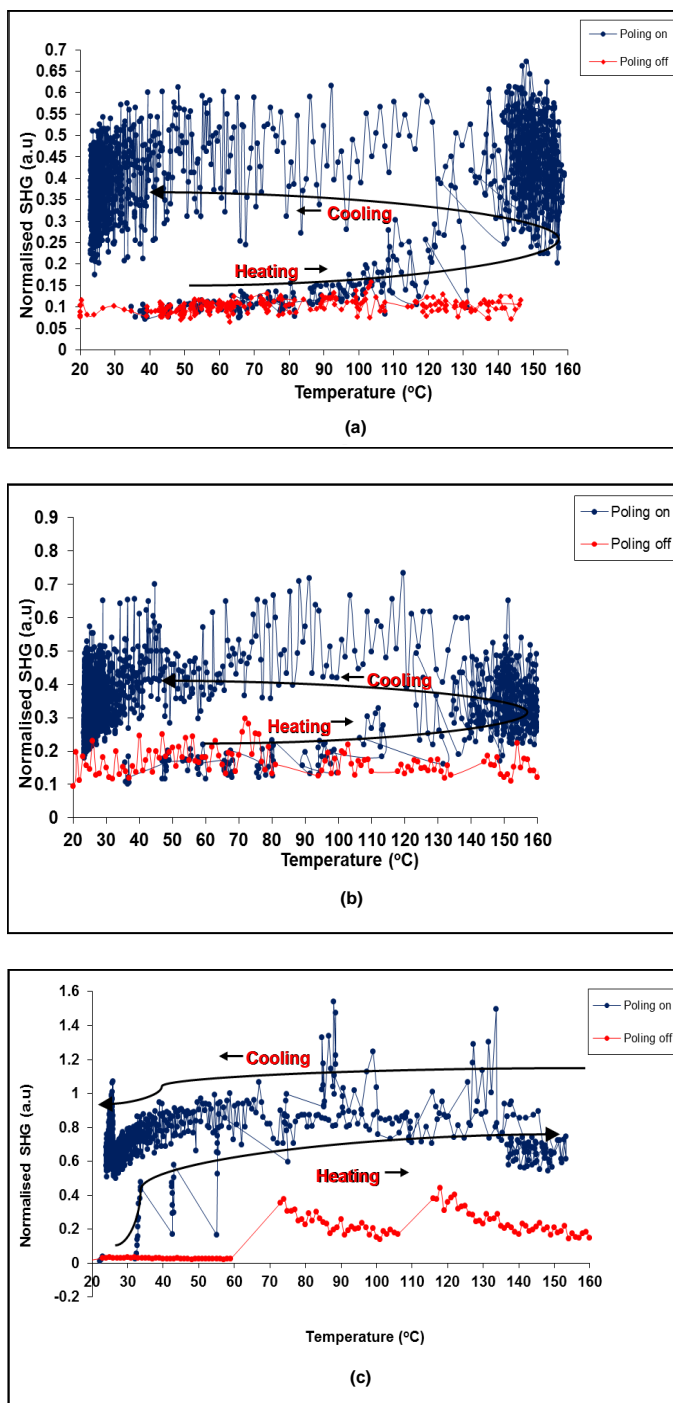 Poling on
Poling off
0.7
0.65
0.6
0.55
0.5
0.45
0.4
0.35
0.3
0.25
0.2
0.15
0.1
0.05
0
Normalised SHG (a.u)
Cooling
Heating
20 30 40 50 60 70 80 90 100 110 120 130 140 150 160
Temperature (oC)
(a)
Poling on
Poling off
0.9
0.8
0.7
0.6
0.5
0.4
0.3
0.2
0.1
0
Normalised SHG (a.u)
Cooling
Heating
20 30 40 50 60 70 80 90 100 110 120 130 140 150 160
Temperature (°C)
(b)
Poling on
Poling off
1.6
1.4
1.2
1
0.8
0.6
0.4
0.2
0
-0.2
Normalised SHG (a.u)
Cooling
Heating
20 30 40 50 60 70 80 90 100 110 120 130 140 150 160
Temperature (°C)
(c)